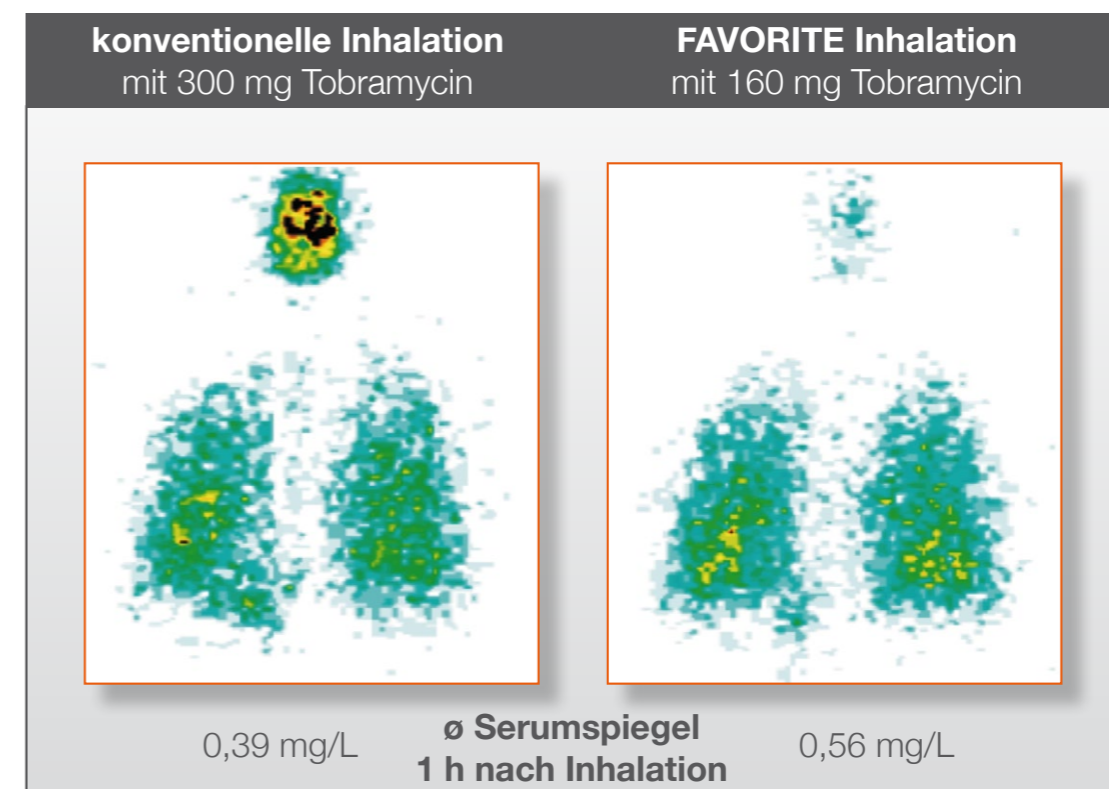 konventionelle Inhalation
mit 300 mg Tobramycin
FAVORITE Inhalation
mit 160 mg Tobramycin
0,39 mg/L
ø Serumspiegel
1 h nach Inhalation
0,56 mg/L